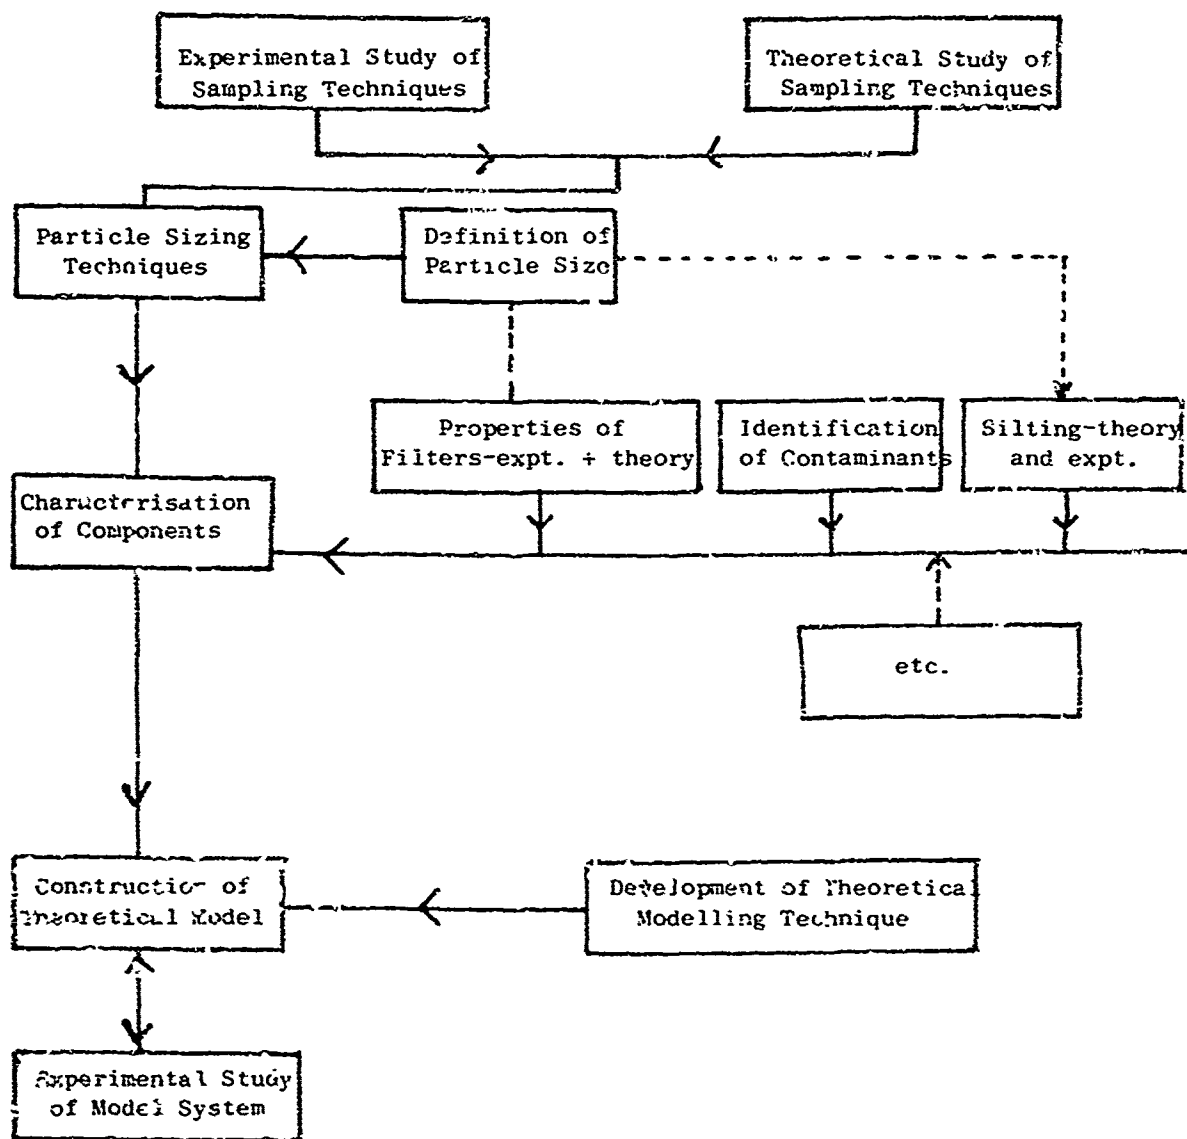 Experimental Study of
Sampling Techniques
Theoretical Study of
Sampling Techniques
Particle Sizing
Techniques
Definition of
Particle Size
Properties of
Filters-expt. + theory
Identification
of Contaminants
Silting-theory
and expt.
Characterisation
of Components
etc.
Construction of
Theoretical Model
Development of Theoretical
Modelling Technique
Experimental Study
of Model System